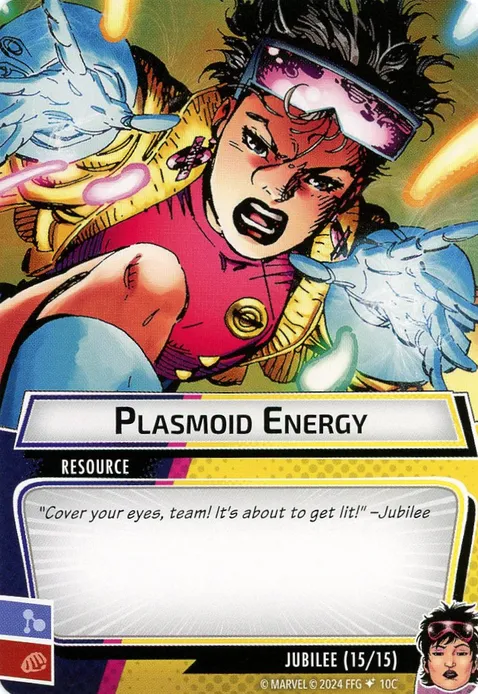 PLASMOID ENERGY
RESOURCE
"Cover your eyes, team! It's about to get lit!" –Jubilee
JUBILEE (15/15)
© MARVEL © 2024 FFG ✦ 10C